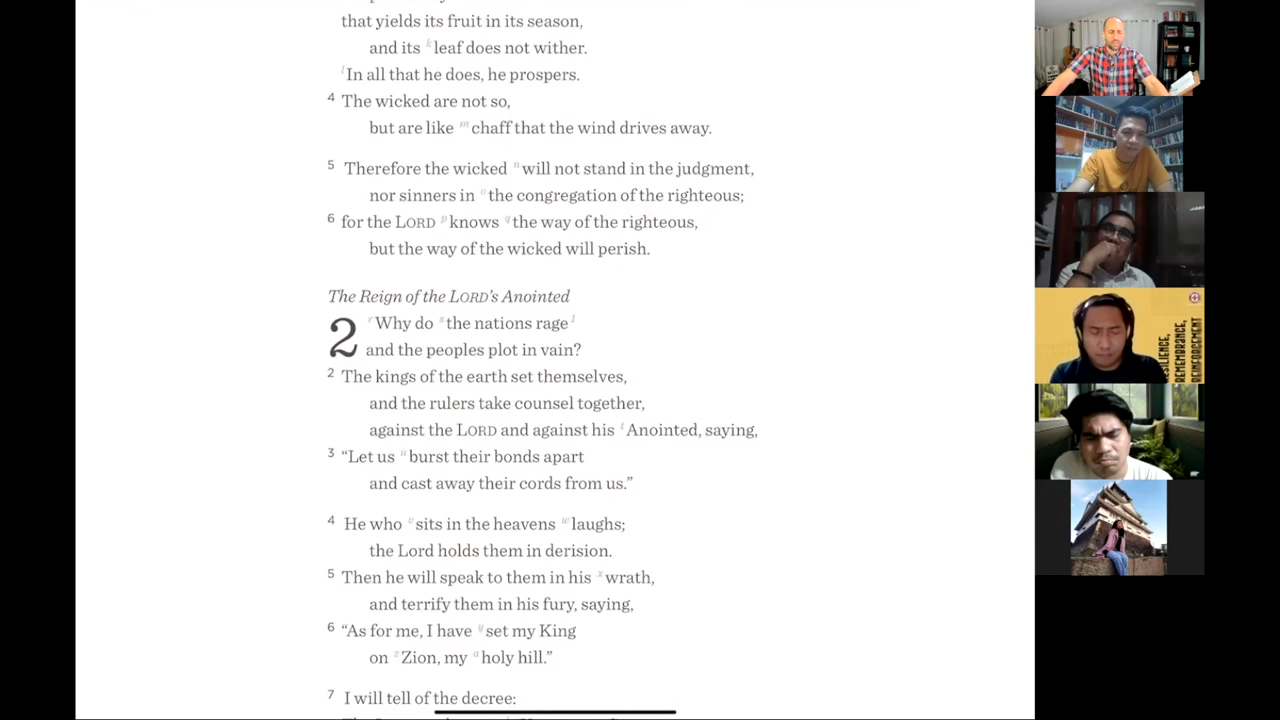 that yields its fruit in its season,
and its k leaf does not wither.
l In all that he does, he prospers.
4 The wicked are not so,
but are like m chaff that the wind drives away.
5 Therefore the wicked n will not stand in the judgment,
nor sinners in o the congregation of the righteous;
6 for the LORD p knows q the way of the righteous,
but the way of the wicked will perish.
The Reign of the LORD’s Anointed
2 r Why do s the nations rage j
and the peoples plot in vain?
2 The kings of the earth set themselves,
and the rulers take counsel together,
against the LORD and against his t Anointed, saying,
3 “Let us u burst their bonds apart
and cast away their cords from us.”
4 He who v sits in the heavens w laughs;
the Lord holds them in derision.
5 Then he will speak to them in his x wrath,
and terrify them in his fury, saying,
6 “As for me, I have y set my King
on z Zion, my a holy hill.”
7 I will tell of the decree:
REMEMBRANCE,
REINFORCEMENT